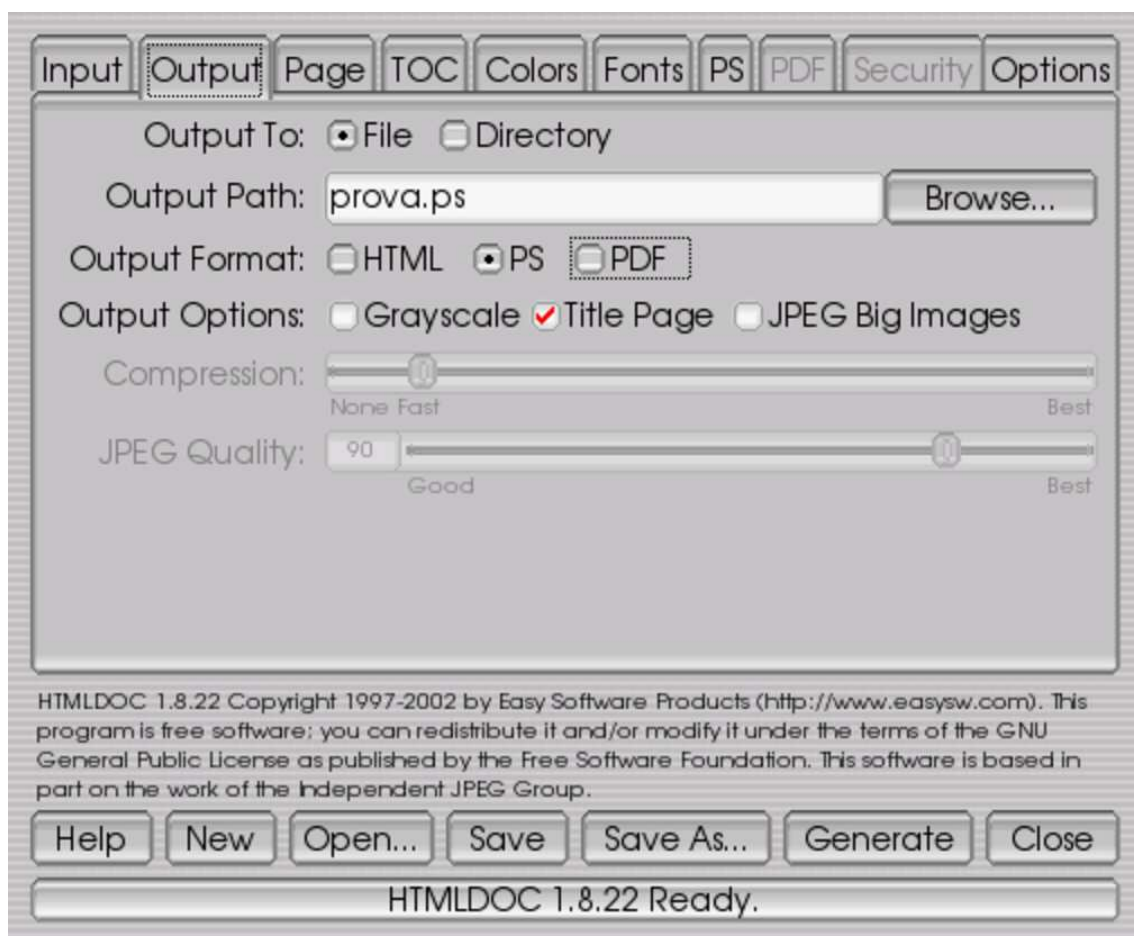 Input Output Page TOC Colors Fonts PS PDF Security Options
Output To: File Directory
Output Path: prova.ps Browse...
Output Format: HTML PS PDF
Output Options: Grayscale Title Page JPEG Big Images
Compression:
None Fast Best
JPEG Quality: 90
Good Best
HTMLDOC 1.8.22 Copyright 1997-2002 by Easy Software Products (http://www.easysw.com). This
program is free software; you can redistribute it and/or modify it under the terms of the GNU
General Public License as published by the Free Software Foundation. This software is based in
part on the work of the Independent JPEG Group.
Help New Open... Save Save As... Generate Close
HTMLDOC 1.8.22 Ready.